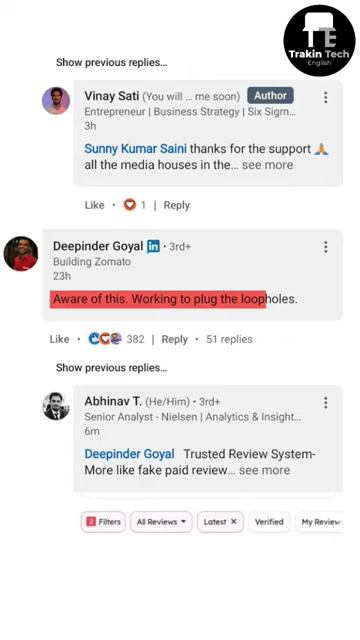 TE
Trakin Tech
English
Show previous replies…
Vinay Sati (You will … me soon) Author
Entrepreneur | Business Strategy | Six Sigm…
3h
Sunny Kumar Saini thanks for the support 🙏
all the media houses in the… see more
Like • 1 | Reply
Deepinder Goyal in • 3rd+
Building Zomato
23h
Aware of this. Working to plug the loopholes.
Like • 382 | Reply • 51 replies
Show previous replies…
Abhinav T. (He/Him) • 3rd+
Senior Analyst - Nielsen | Analytics & Insight…
6m
Deepinder Goyal Trusted Review System-
More like fake paid review… see more
2 Filters All Reviews Latest × Verified My Review